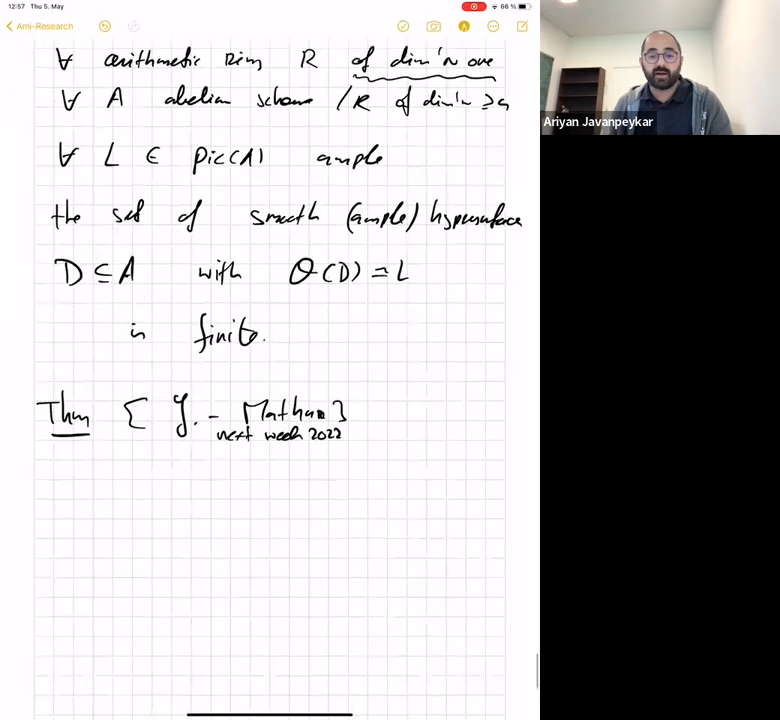 12:57 Thu 5. May
66 %
Ami-Research
Ariyan Javanpeykar
∀ arithmetic ring R of dim'n one
∀ A abelian scheme /R of dim'n ≥4
∀ L ∈ Pic(A) ample
the set of smooth (ample) hypersurface
D ⊆ A with O(D) ≅ L
is finite.
Thm [ J. - Mathan ]
next week 2022